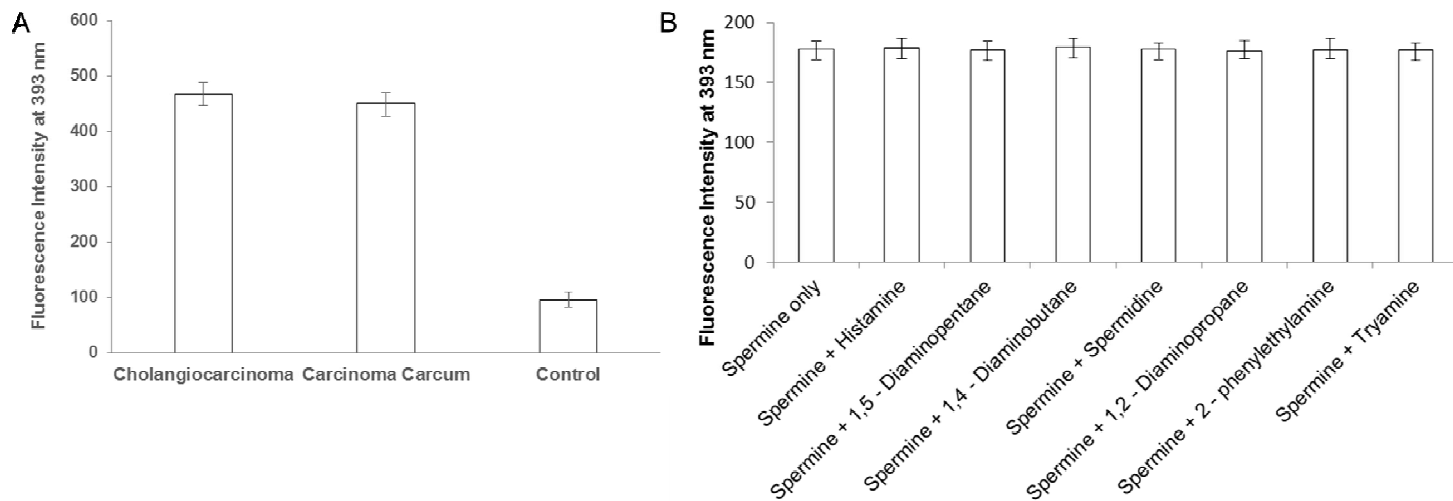 A
Fluorescence Intensity at 393 nm
600
500
400
300
200
100
0
Cholangiocarcinoma
Carcinoma Carcum
Control
B
Fluorescence Intensity at 393 nm
200
150
100
50
0
Spermine only
Spermine + Histamine
Spermine + 1,5 - Diaminopentane
Spermine + 1,4 - Diaminobutane
Spermine + Spermidine
Spermine + 1,2 - Diaminopropane
Spermine + 2 - phenylethylamine
Spermine + Tryamine